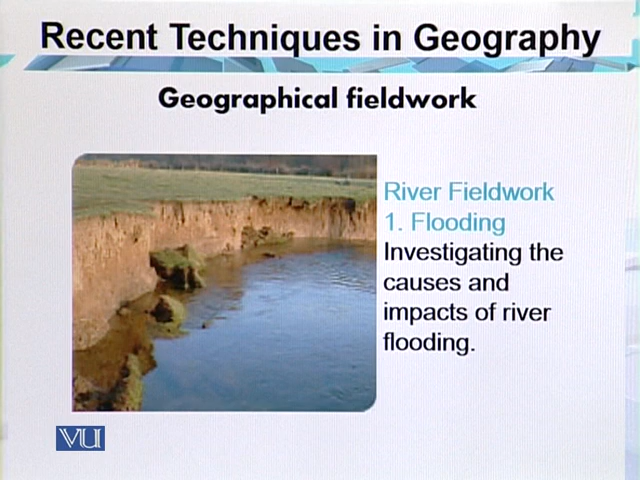 Recent Techniques in Geography
Geographical fieldwork
River Fieldwork
1. Flooding
Investigating the
causes and
impacts of river
flooding.
VU